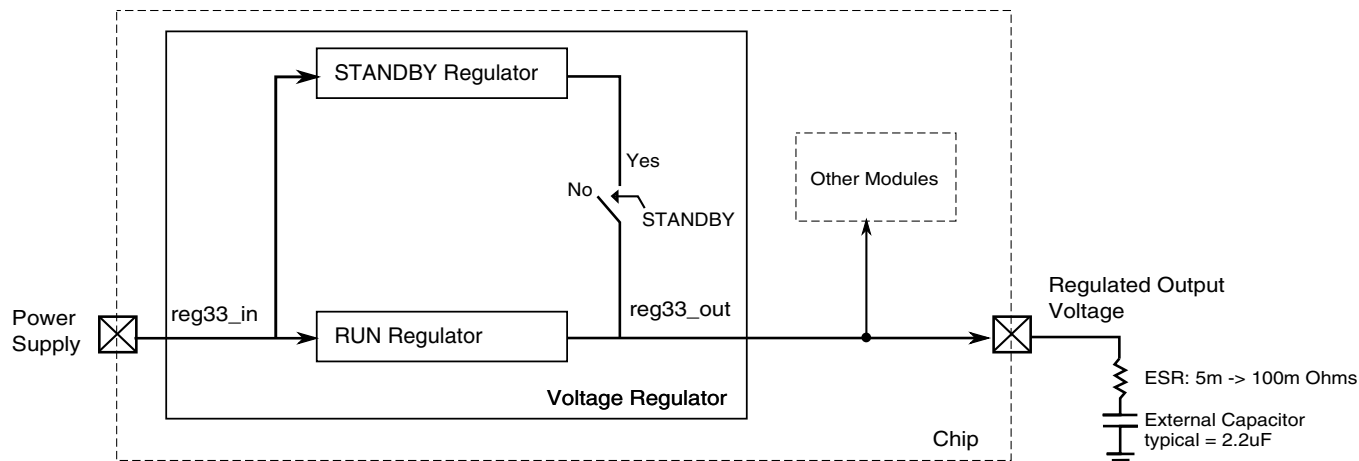 STANDBY Regulator
Yes
No
STANDBY
Other Modules
Power
Supply
reg33_in
RUN Regulator
reg33_out
Regulated Output
Voltage
Voltage Regulator
ESR: 5m -> 100m Ohms
External Capacitor
typical = 2.2uF
Chip